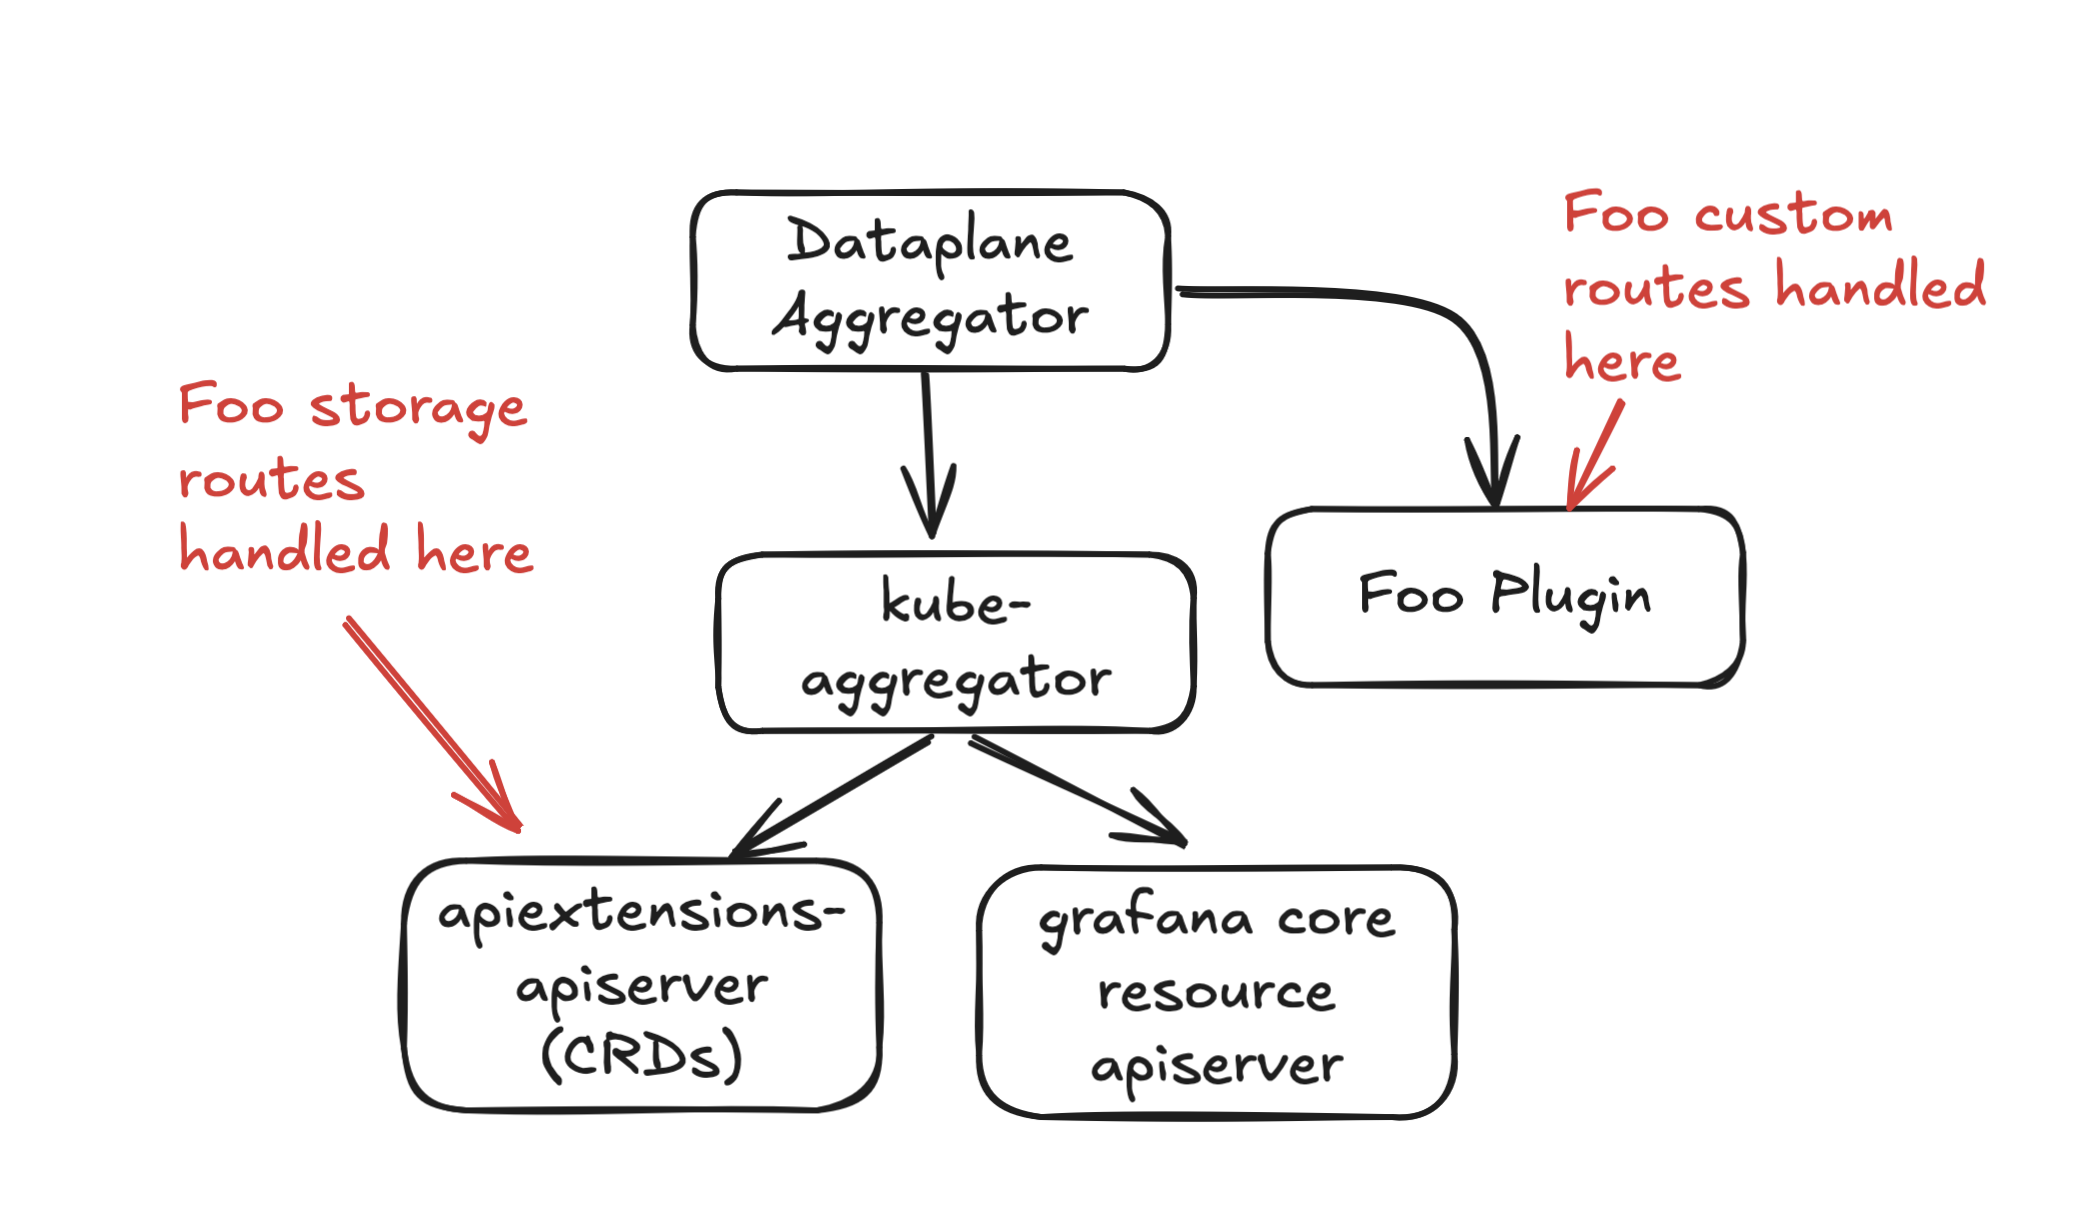 Dataplane
Aggregator
Foo custom
routes handled
here
Foo storage
routes
handled here
kube-
aggregator
Foo Plugin
apiextensions-
apiserver
(CRDs)
grafana core
resource
apiserver